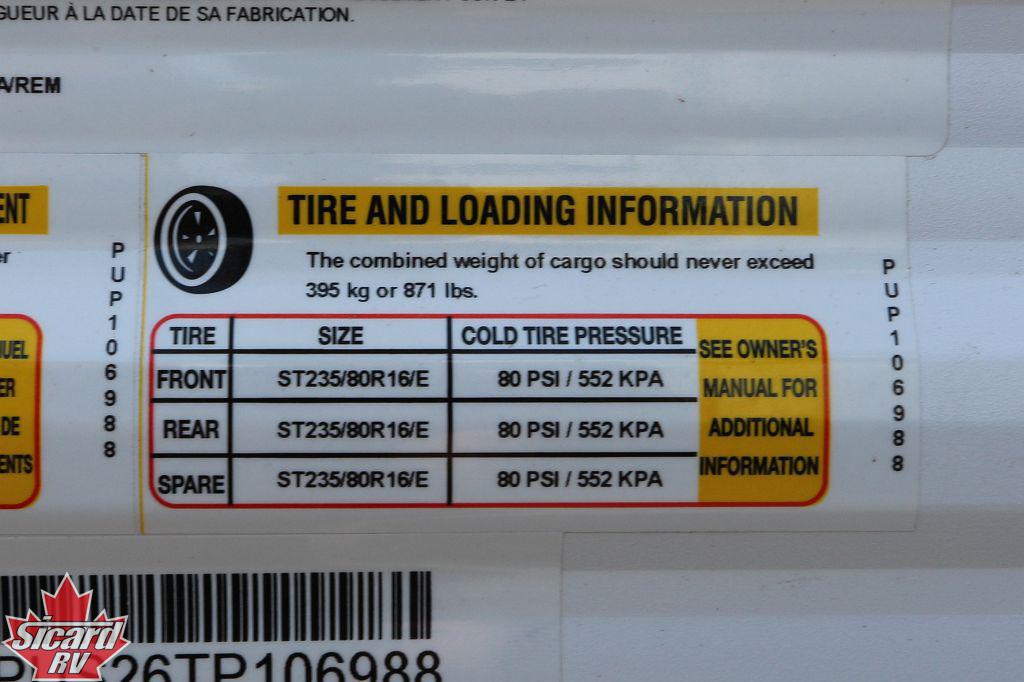 GUEUR À LA DATE DE SA FABRICATION.
A/REM
ENT
TIRE AND LOADING INFORMATION
The combined weight of cargo should never exceed
395 kg or 871 lbs.
PUP106988
PUP106988
TIRE SIZE COLD TIRE PRESSURE
FRONT ST235/80R16/E 80 PSI / 552 KPA
REAR ST235/80R16/E 80 PSI / 552 KPA
SPARE ST235/80R16/E 80 PSI / 552 KPA
SEE OWNER'S
MANUAL FOR
ADDITIONAL
INFORMATION
UEL
ER
DE
ENTS
26TP106988
Sicard
RV